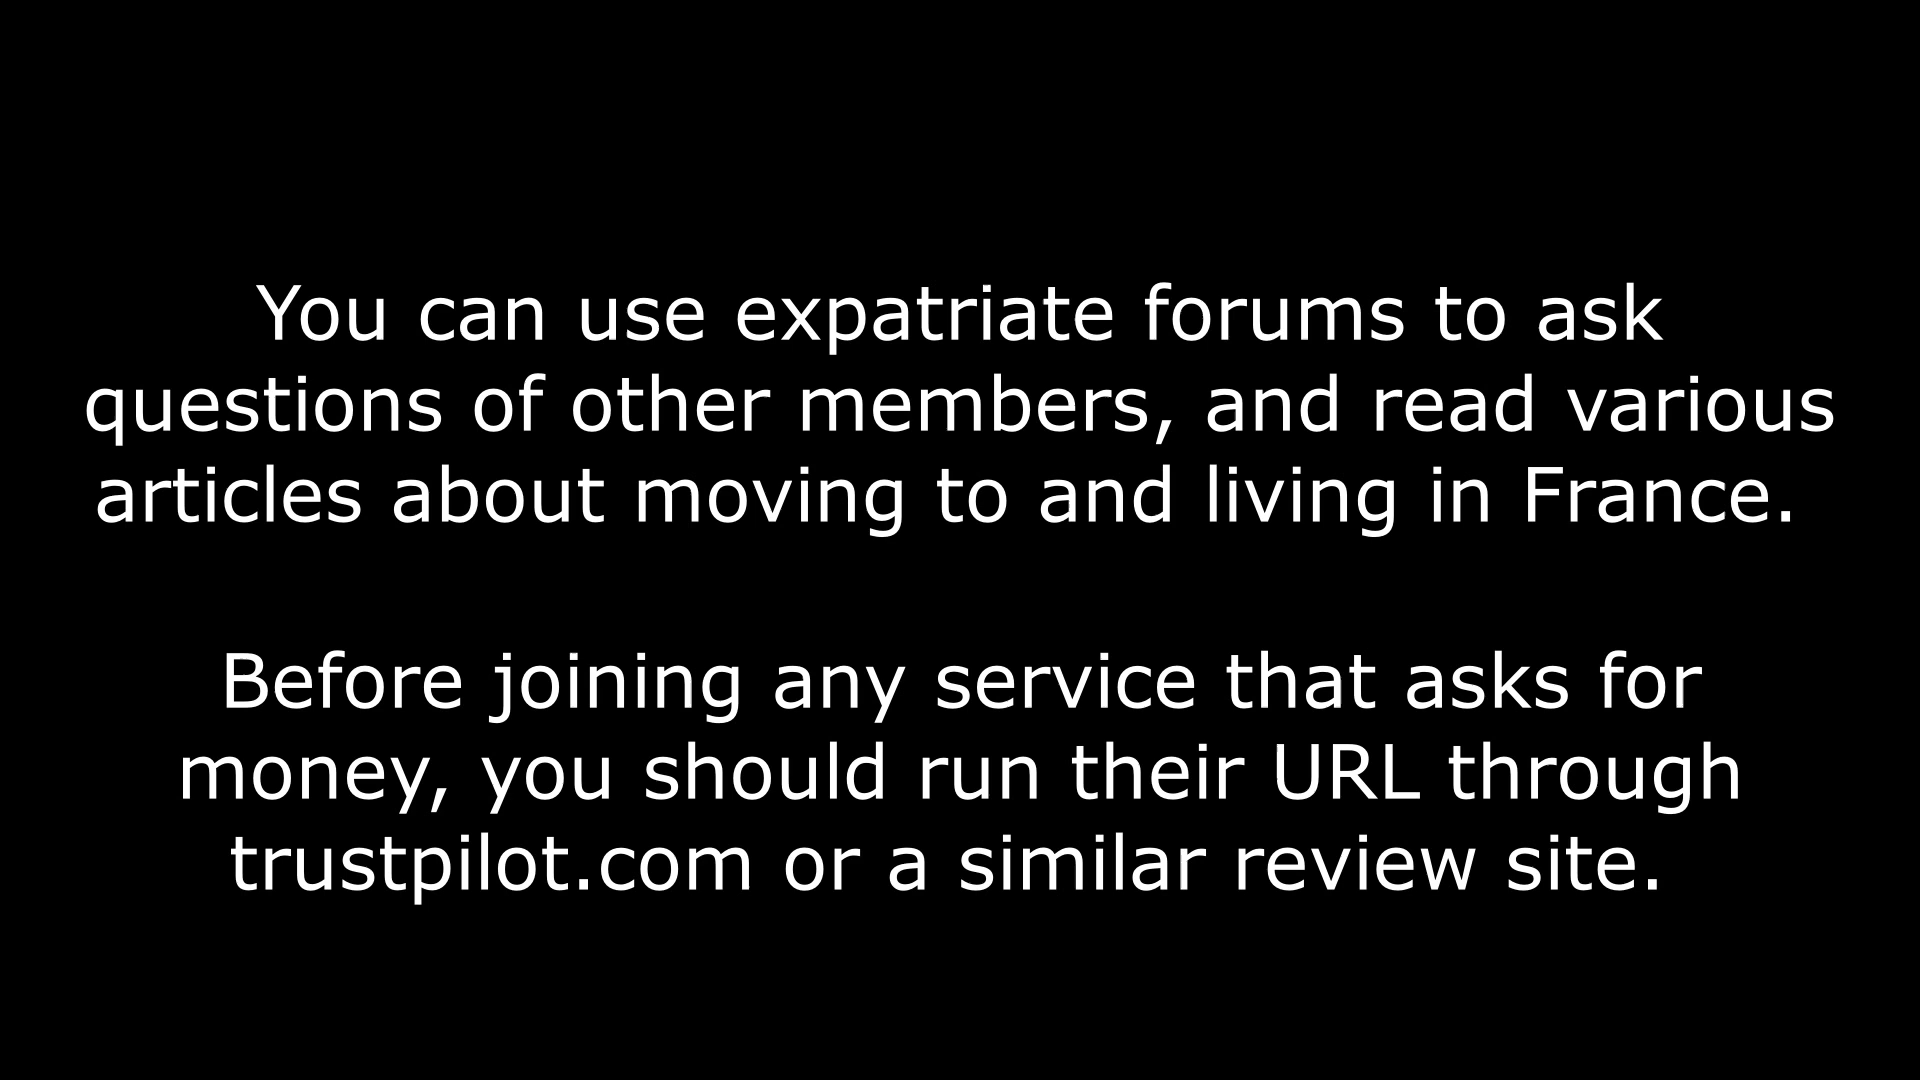 You can use expatriate forums to ask
questions of other members, and read various
articles about moving to and living in France.
Before joining any service that asks for
money, you should run their URL through
trustpilot.com or a similar review site.